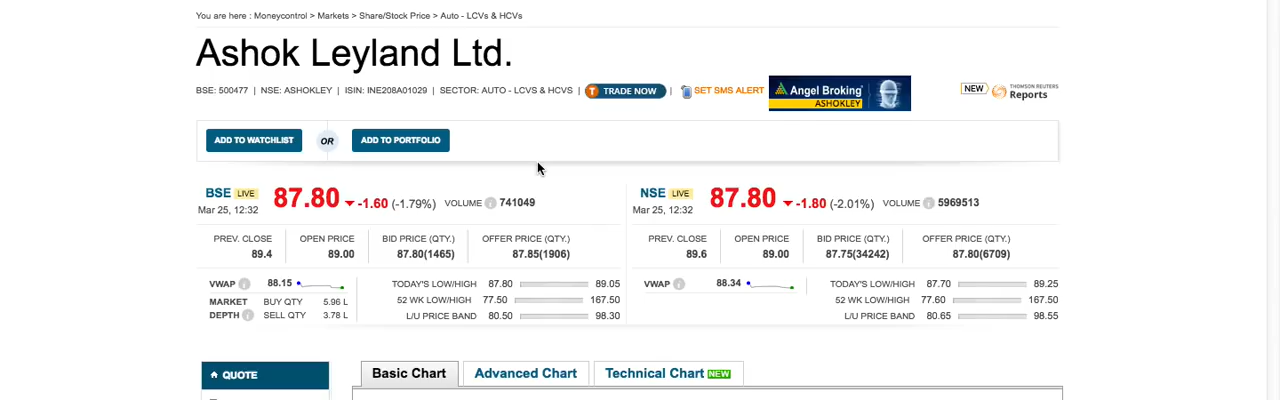 You are here : Moneycontrol > Markets > Share/Stock Price > Auto - LCVs & HCVs
Ashok Leyland Ltd.
BSE: 500477 | NSE: ASHOKLEY | ISIN: INE208A01029 | SECTOR: AUTO - LCVS & HCVS | T TRADE NOW | SET SMS ALERT Angel Broking ASHOKLEY NEW THOMSON REUTERS Reports
ADD TO WATCHLIST OR ADD TO PORTFOLIO
BSE LIVE 87.80 -1.60 (-1.79%) VOLUME i 741049
Mar 25, 12:32
PREV. CLOSE OPEN PRICE BID PRICE (QTY.) OFFER PRICE (QTY.)
89.4 89.00 87.80(1465) 87.85(1906)
VWAP i 88.15 TODAY'S LOW/HIGH 87.80 89.05
MARKET BUY QTY 5.96 L 52 WK LOW/HIGH 77.50 167.50
DEPTH i SELL QTY 3.78 L L/U PRICE BAND 80.50 98.30
NSE LIVE 87.80 -1.80 (-2.01%) VOLUME i 5969513
Mar 25, 12:32
PREV. CLOSE OPEN PRICE BID PRICE (QTY.) OFFER PRICE (QTY.)
89.6 89.00 87.75(34242) 87.80(6709)
VWAP i 88.34 TODAY'S LOW/HIGH 87.70 89.25
52 WK LOW/HIGH 77.60 167.50
L/U PRICE BAND 80.65 98.55
QUOTE
Basic Chart Advanced Chart Technical Chart NEW